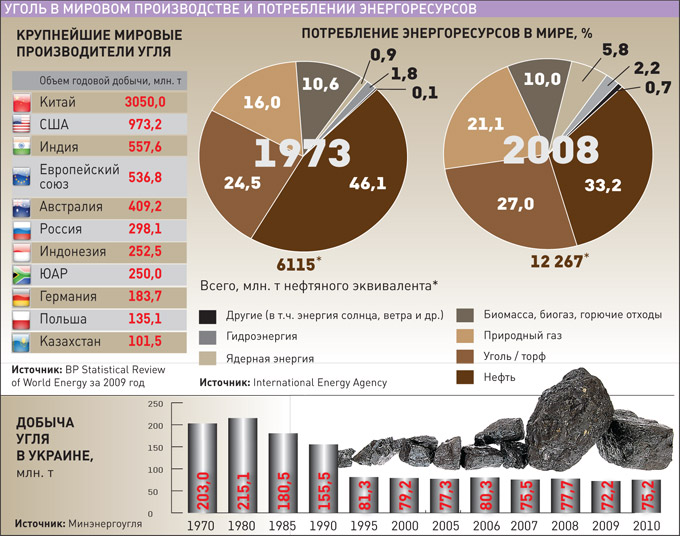 УГОЛЬ В МИРОВОМ ПРОИЗВОДСТВЕ И ПОТРЕБЛЕНИИ ЭНЕРГОРЕСУРСОВ
КРУПНЕЙШИЕ МИРОВЫЕ
ПРОИЗВОДИТЕЛИ УГЛЯ
Объем годовой добычи, млн. т
Китай 3050,0
США 973,2
Индия 557,6
Европейский
союз 536,8
Австралия 409,2
Россия 298,1
Индонезия 252,5
ЮАР 250,0
Германия 183,7
Польша 135,1
Казахстан 101,5
Источник: BP Statistical Review
of World Energy за 2009 год
ПОТРЕБЛЕНИЕ ЭНЕРГОРЕСУРСОВ В МИРЕ, %
0,9
1,8
0,1
10,6
16,0
1973
24,5
46,1
6115*
5,8
2,2
0,7
10,0
21,1
2008
33,2
27,0
12 267*
Всего, млн. т нефтяного эквивалента*
Другие (в т.ч. энергия солнца, ветра и др.)
Гидроэнергия
Ядерная энергия
Биомасса, биогаз, горючие отходы
Природный газ
Уголь / торф
Нефть
Источник: International Energy Agency
ДОБЫЧА
УГЛЯ
В УКРАИНЕ,
млн. т
Источник: Минэнергоугля
250
200
150
100
50
0
203,0
215,1
180,5
155,5
81,3
79,2
77,3
80,3
75,5
77,7
72,2
75,2
1970 1980 1985 1990 1995 2000 2005 2006 2007 2008 2009 2010